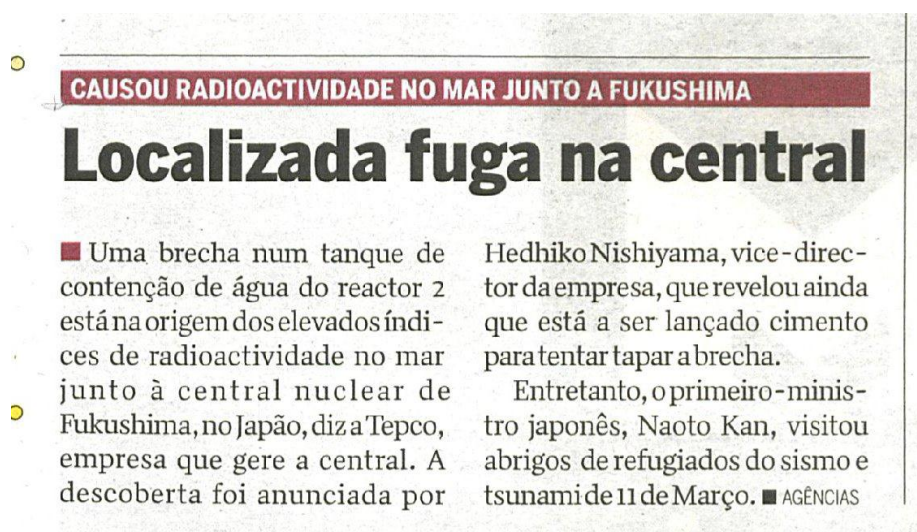 CAUSOU RADIOACTIVIDADE NO MAR JUNTO A FUKUSHIMA
Localizada fuga na central
■ Uma brecha num tanque de
contenção de água do reactor 2
está na origem dos elevados índi-
ces de radioactividade no mar
junto à central nuclear de
Fukushima, no Japão, diz a Tepco,
empresa que gere a central. A
descoberta foi anunciada por
Hedhiko Nishiyama, vice-direc-
tor da empresa, que revelou ainda
que está a ser lançado cimento
para tentar tapar a brecha.
Entretanto, o primeiro-minis-
tro japonês, Naoto Kan, visitou
abrigos de refugiados do sismo e
tsunami de 11 de Março. ■ AGÊNCIAS